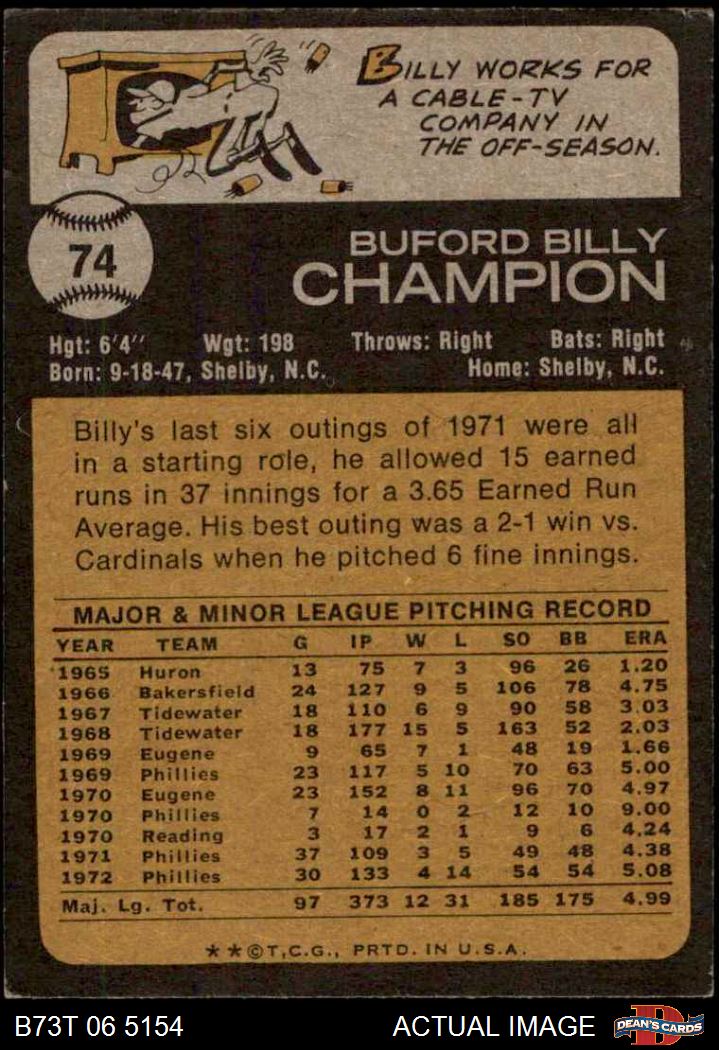 BILLY WORKS FOR
A CABLE-TV
COMPANY IN
THE OFF-SEASON.
74
BUFORD BILLY
CHAMPION
Hgt: 6'4'' Wgt: 198 Throws: Right Bats: Right
Born: 9-18-47, Shelby, N.C. Home: Shelby, N.C.
Billy's last six outings of 1971 were all
in a starting role, he allowed 15 earned
runs in 37 innings for a 3.65 Earned Run
Average. His best outing was a 2-1 win vs.
Cardinals when he pitched 6 fine innings.
MAJOR & MINOR LEAGUE PITCHING RECORD
YEAR TEAM G IP W L SO BB ERA
1965 Huron 13 75 7 3 96 26 1.20
1966 Bakersfield 24 127 9 5 106 78 4.75
1967 Tidewater 18 110 6 9 90 58 3.03
1968 Tidewater 18 177 15 5 163 52 2.03
1969 Eugene 9 65 7 1 48 19 1.66
1969 Phillies 23 117 5 10 70 63 5.00
1970 Eugene 23 152 8 11 96 70 4.97
1970 Phillies 7 14 0 2 12 10 9.00
1970 Reading 3 17 2 1 9 6 4.24
1971 Phillies 37 109 3 5 49 48 4.38
1972 Phillies 30 133 4 14 54 54 5.08
Maj. Lg. Tot. 97 373 12 31 185 175 4.99
★★©T.C.G., PRTD. IN U.S.A.
B73T 06 5154 ACTUAL IMAGE
D
DEAN'S CARDS